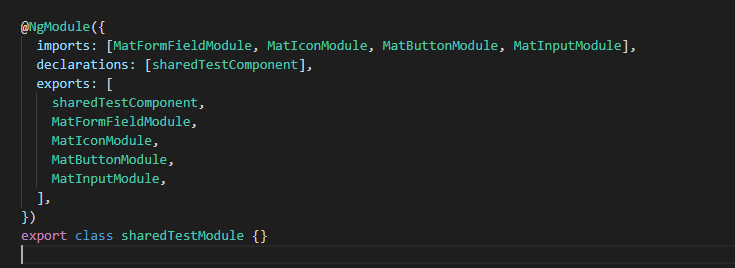 @NgModule({
  imports: [MatFormFieldModule, MatIconModule, MatButtonModule, MatInputModule],
  declarations: [sharedTestComponent],
  exports: [
    sharedTestComponent,
    MatFormFieldModule,
    MatIconModule,
    MatButtonModule,
    MatInputModule,
  ],
})
export class sharedTestModule {}